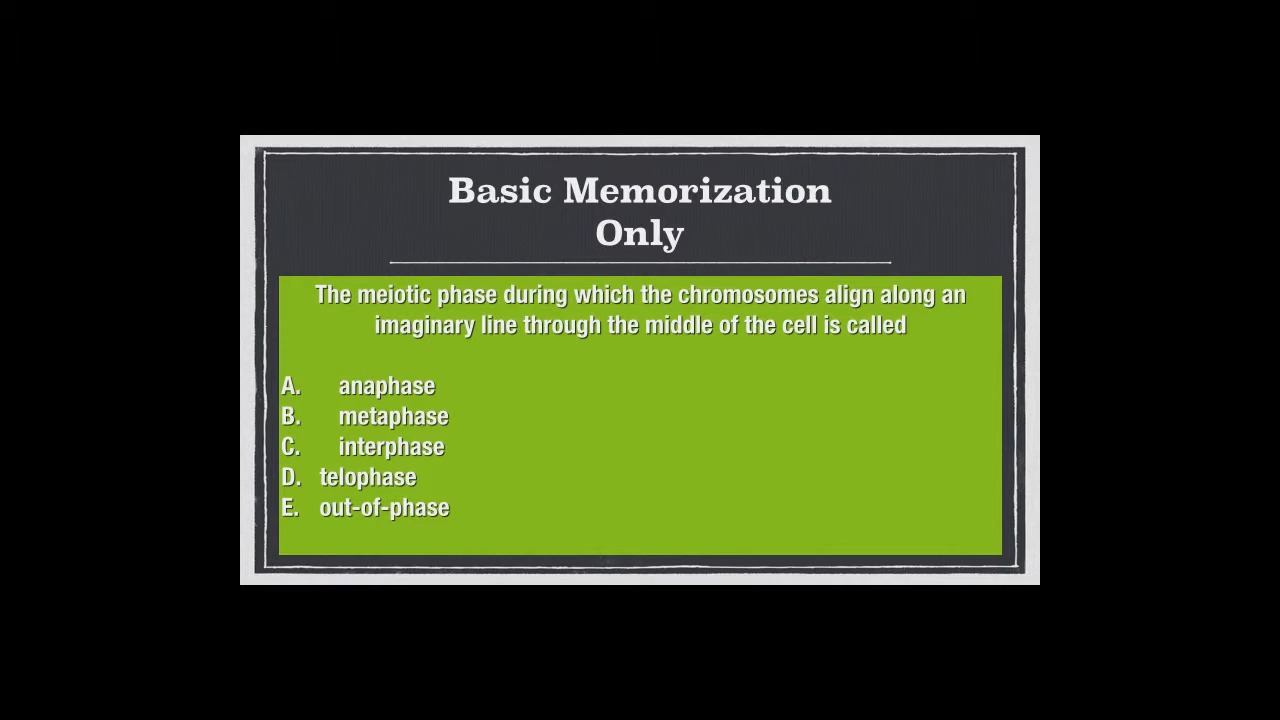 Basic Memorization
Only
The meiotic phase during which the chromosomes align along an
imaginary line through the middle of the cell is called
A. anaphase
B. metaphase
C. interphase
D. telophase
E. out-of-phase